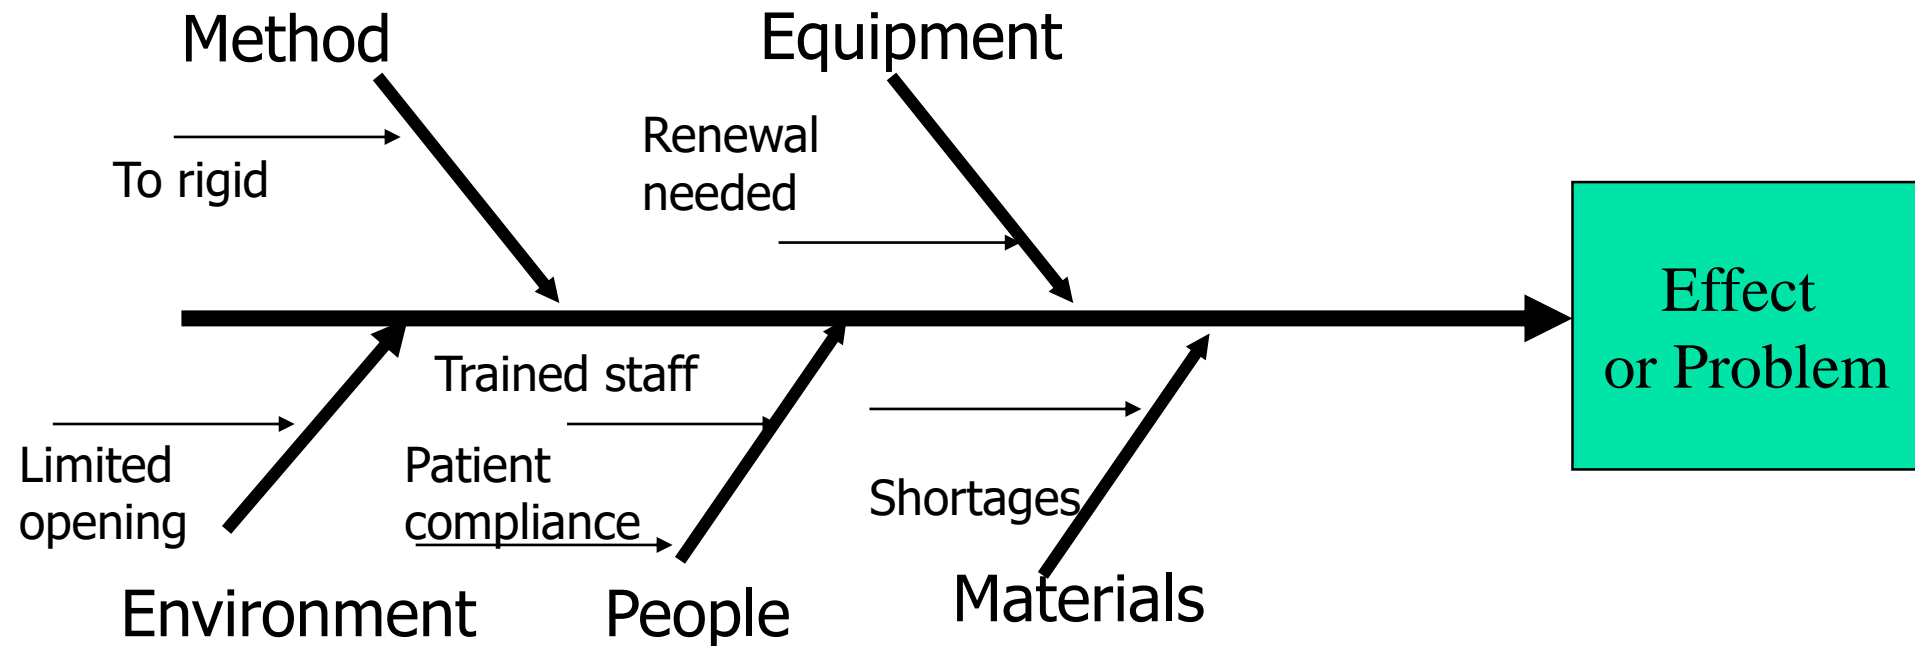 Method
Equipment
Renewal
needed
To rigid
Effect
or Problem
Trained staff
Limited
opening
Patient
compliance
Shortages
Environment
People
Materials